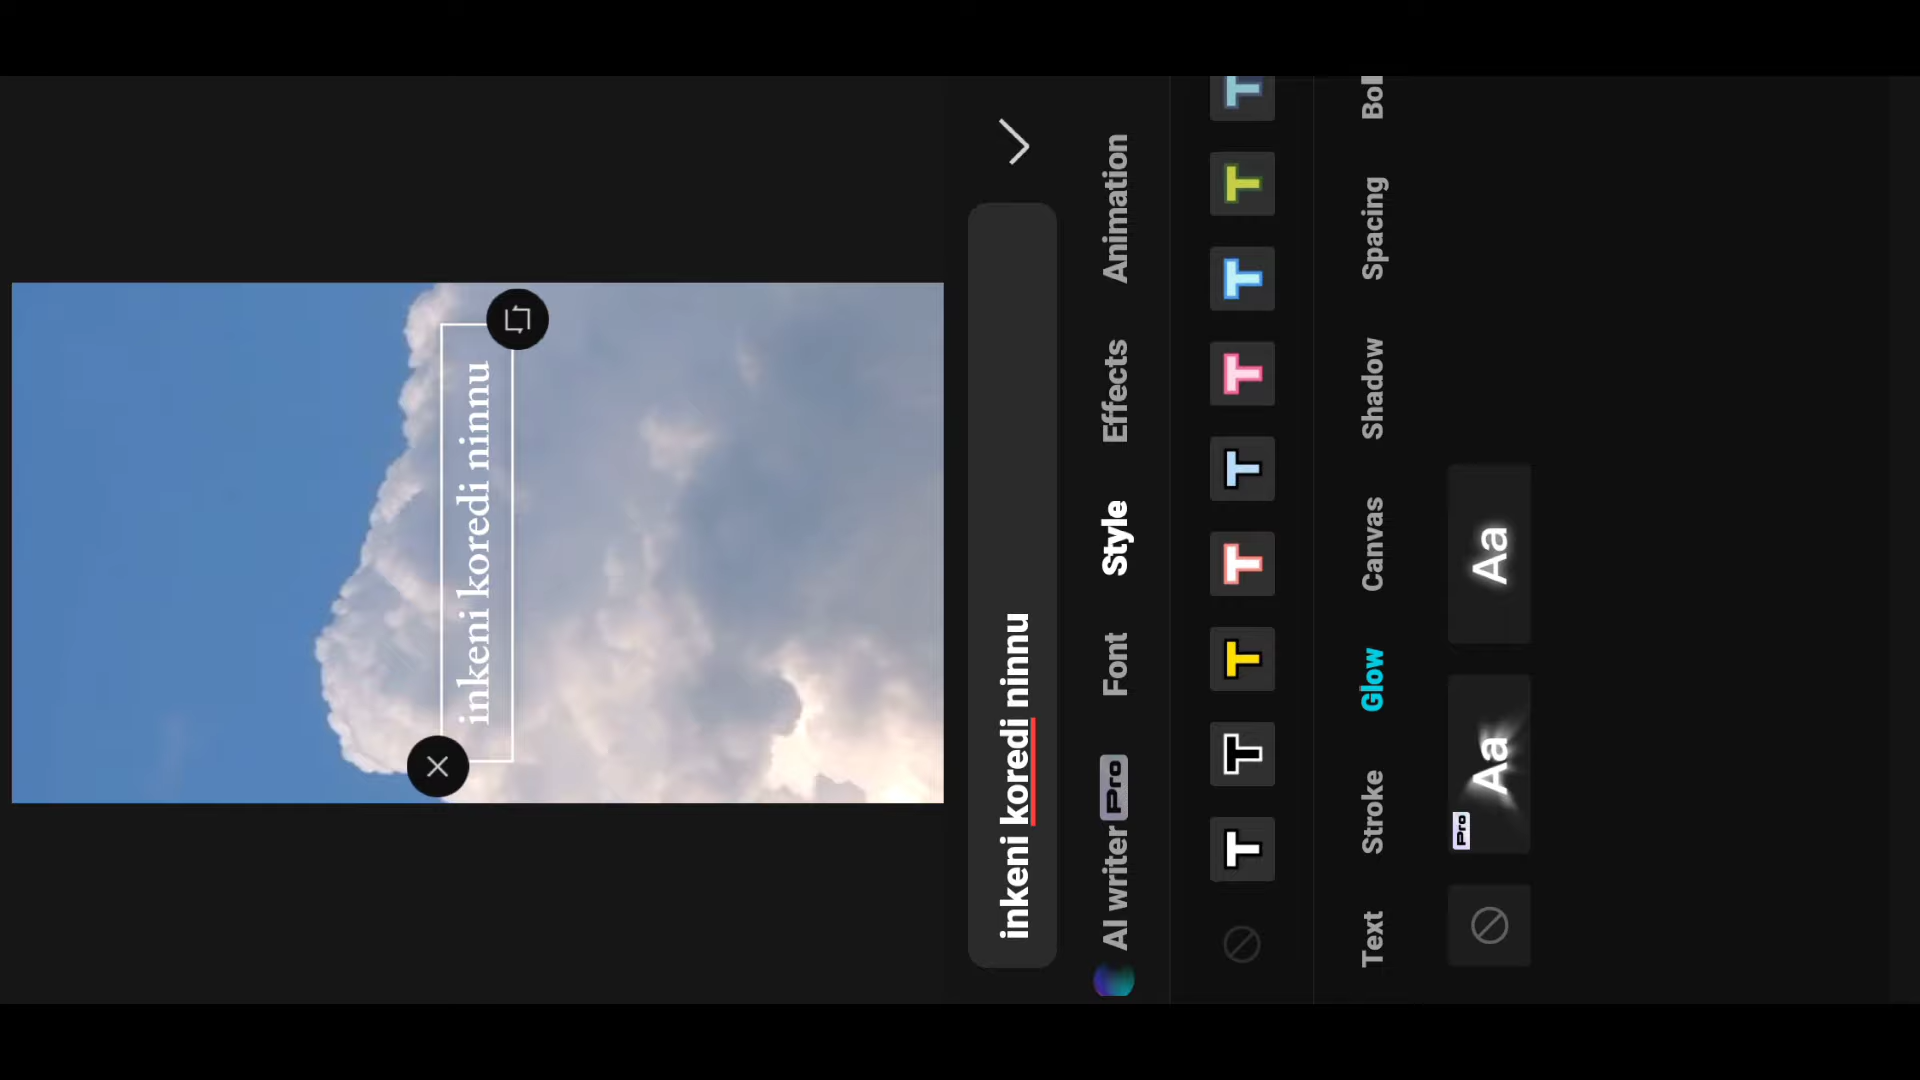 inkeni koredi ninnu
inkeni koredi ninnu
AI writer Pro Font Style Effects Animation
T T T T T T T T T
Text Stroke Glow Canvas Shadow Spacing Bol
Pro Aa Aa